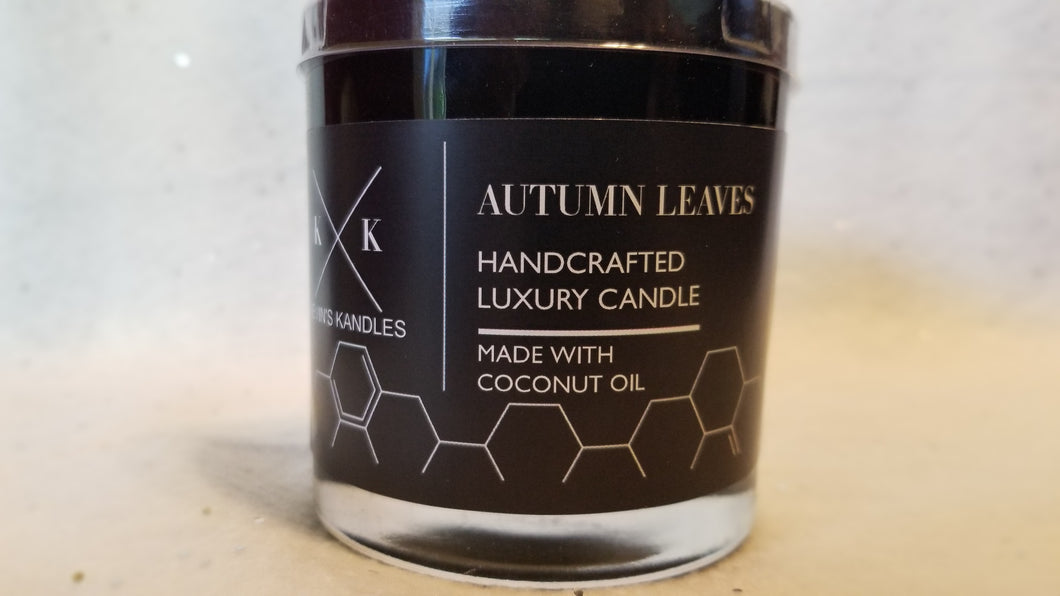 K K
KANDLES
AUTUMN LEAVES
HANDCRAFTED
LUXURY CANDLE
MADE WITH
COCONUT OIL